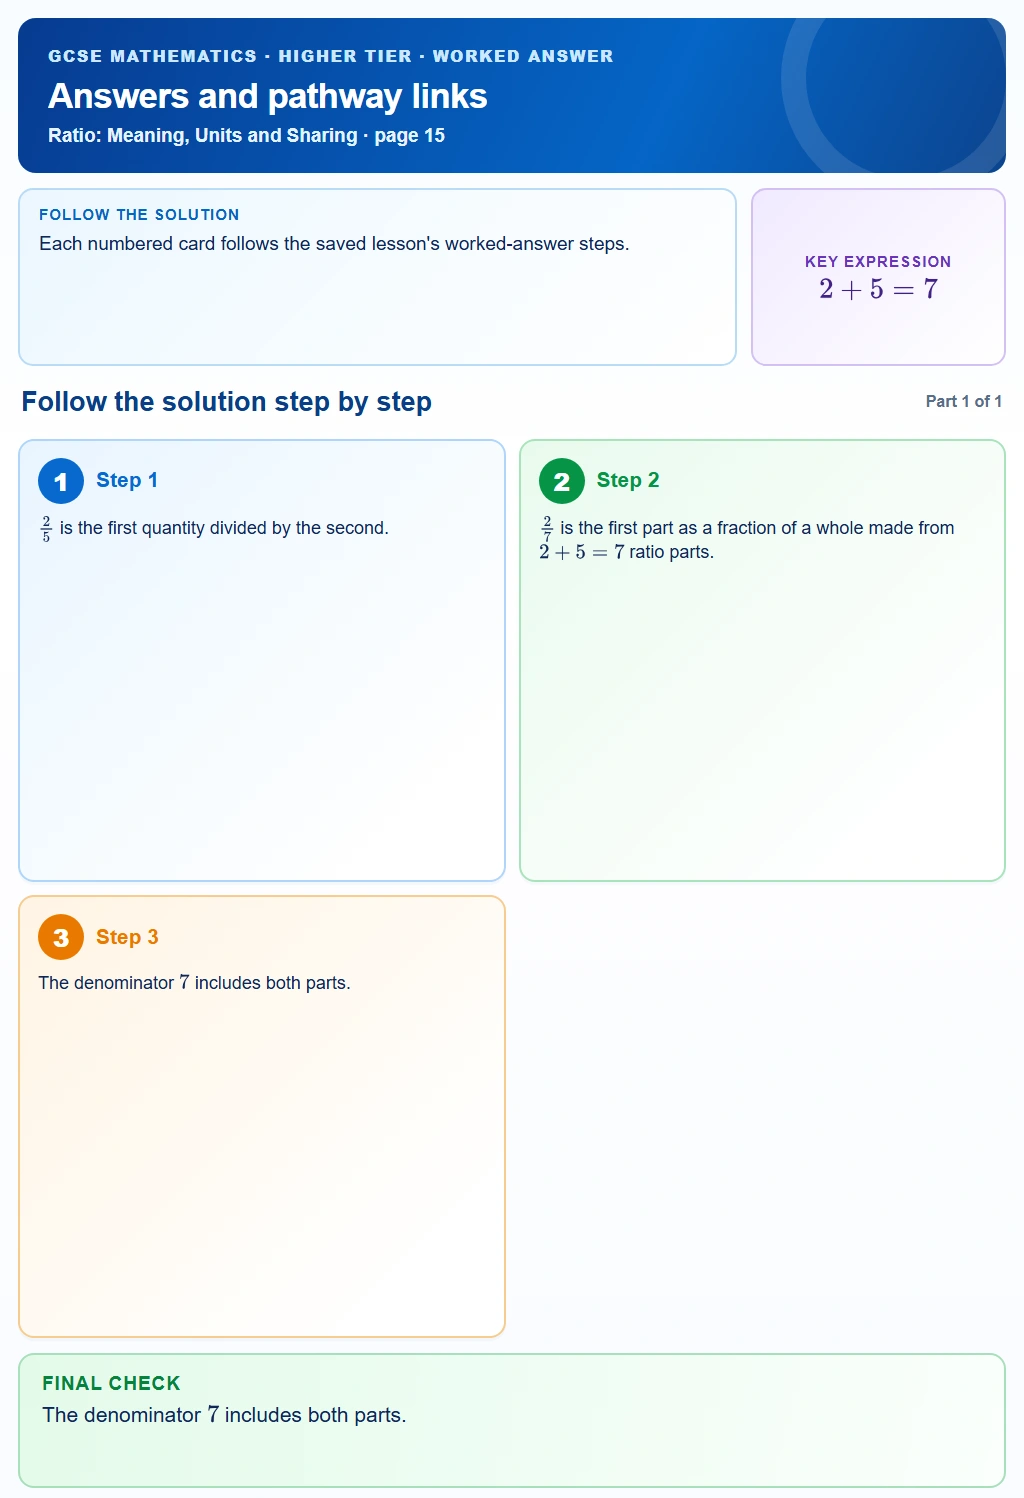 GCSE MATHEMATICS · HIGHER TIER · WORKED ANSWER
Answers and pathway links
Ratio: Meaning, Units and Sharing · page 15
FOLLOW THE SOLUTION
Each numbered card follows the saved lesson's worked-answer steps.
KEY EXPRESSION
2 + 5 = 7
Follow the solution step by step
Part 1 of 1
1 Step 1
2/5 is the first quantity divided by the second.
2 Step 2
2/7 is the first part as a fraction of a whole made from
2 + 5 = 7 ratio parts.
3 Step 3
The denominator 7 includes both parts.
FINAL CHECK
The denominator 7 includes both parts.